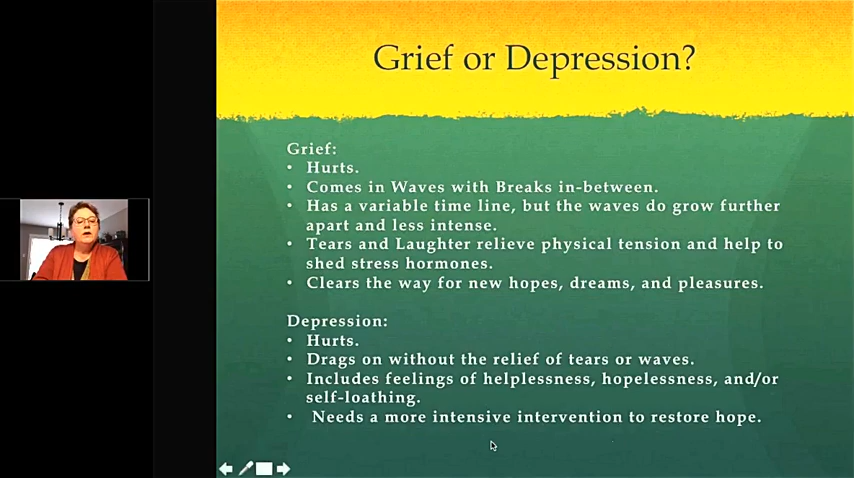 Grief or Depression?
Grief:
• Hurts.
• Comes in Waves with Breaks in-between.
• Has a variable time line, but the waves do grow further
apart and less intense.
• Tears and Laughter relieve physical tension and help to
shed stress hormones.
• Clears the way for new hopes, dreams, and pleasures.
Depression:
• Hurts.
• Drags on without the relief of tears or waves.
• Includes feelings of helplessness, hopelessness, and/or
self-loathing.
• Needs a more intensive intervention to restore hope.